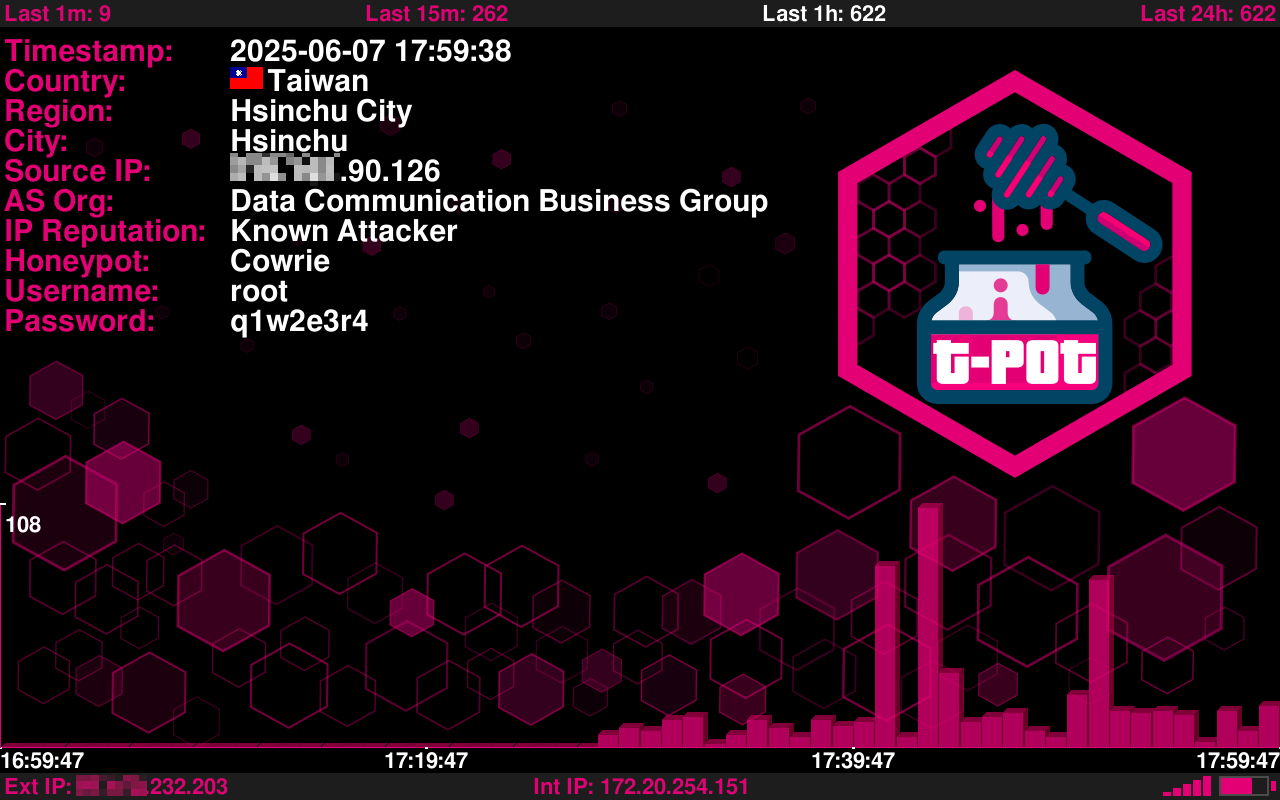 Last 1m: 9 Last 15m: 262 Last 1h: 622 Last 24h: 622
Timestamp: 2025-06-07 17:59:38
Country: Taiwan
Region: Hsinchu City
City: Hsinchu
Source IP: .90.126
AS Org: Data Communication Business Group
IP Reputation: Known Attacker
Honeypot: Cowrie
Username: root
Password: q1w2e3r4
t-pot
108
16:59:47 17:19:47 17:39:47 17:59:47
Ext IP: .232.203 Int IP: 172.20.254.151